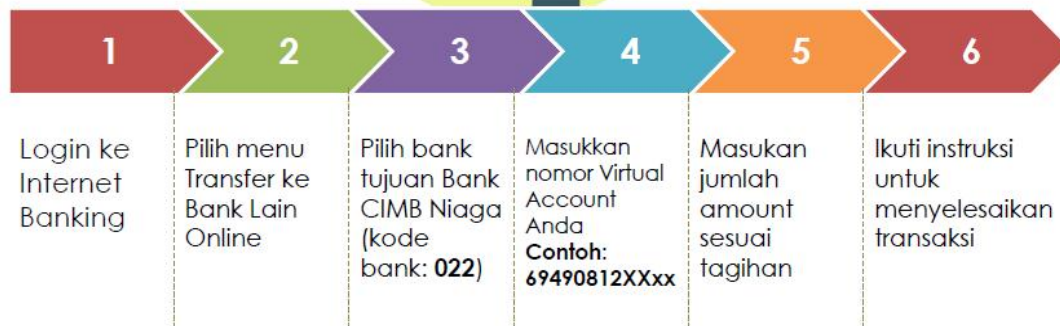 1
2
3
4
5
6
Login ke
Internet
Banking
Pilih menu
Transfer ke
Bank Lain
Online
Pilih bank
tujuan Bank
CIMB Niaga
(kode
bank: 022)
Masukkan
nomor Virtual
Account
Anda
Contoh:
69490812XXxx
Masukan
jumlah
amount
sesuai
tagihan
Ikuti instruksi
untuk
menyelesaikan
transaksi